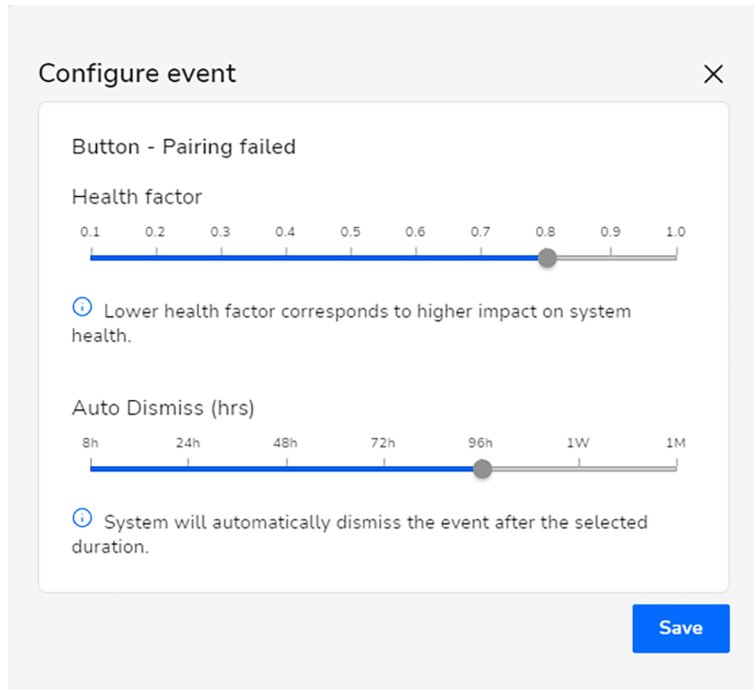 Configure event
Button - Pairing failed
Health factor
0.1 0.2 0.3 0.4 0.5 0.6 0.7 0.8 0.9 1.0
Lower health factor corresponds to higher impact on system
health.
Auto Dismiss (hrs)
8h 24h 48h 72h 96h 1W 1M
System will automatically dismiss the event after the selected
duration.
Save